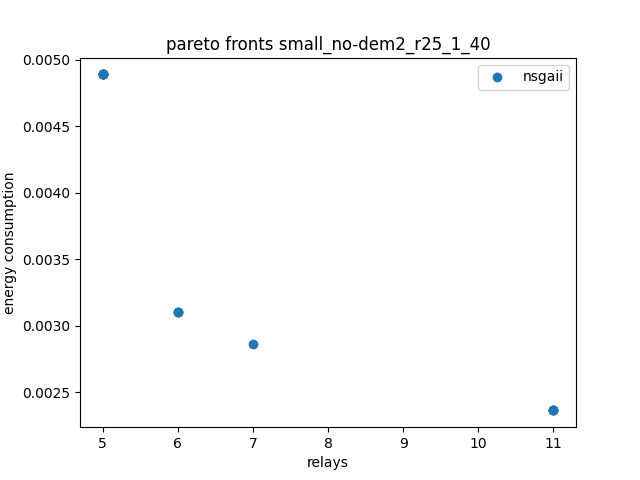 pareto fronts small_no-dem2_r25_1_40
nsgaii
energy consumption
0.0050
0.0045
0.0040
0.0035
0.0030
0.0025
5 6 7 8 9 10 11
relays